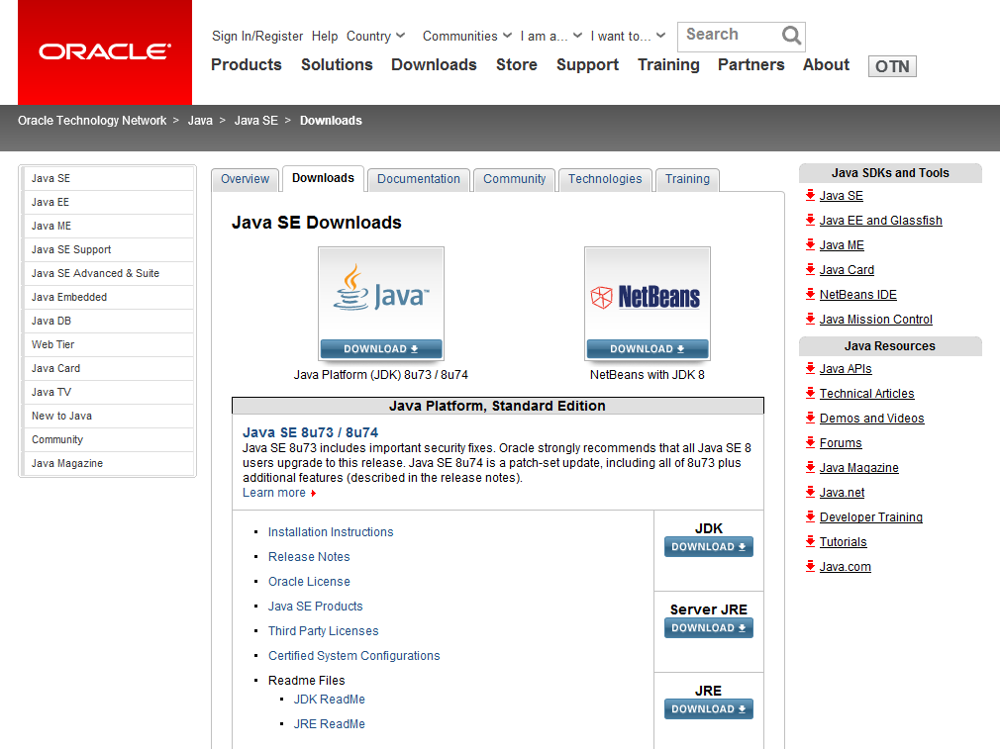 ORACLE
Sign In/Register Help Country Communities I am a... I want to... Search
Products Solutions Downloads Store Support Training Partners About OTN
Oracle Technology Network > Java > Java SE > Downloads
Java SE
Java EE
Java ME
Java SE Support
Java SE Advanced & Suite
Java Embedded
Java DB
Web Tier
Java Card
Java TV
New to Java
Community
Java Magazine
Overview Downloads Documentation Community Technologies Training
Java SE Downloads
Java™
DOWNLOAD
Java Platform (JDK) 8u73 / 8u74
NetBeans
DOWNLOAD
NetBeans with JDK 8
Java Platform, Standard Edition
Java SE 8u73 / 8u74
Java SE 8u73 includes important security fixes. Oracle strongly recommends that all Java SE 8
users upgrade to this release. Java SE 8u74 is a patch-set update, including all of 8u73 plus
additional features (described in the release notes).
Learn more
Installation Instructions
Release Notes
Oracle License
Java SE Products
Third Party Licenses
Certified System Configurations
Readme Files
JDK ReadMe
JRE ReadMe
JDK
DOWNLOAD
Server JRE
DOWNLOAD
JRE
DOWNLOAD
Java SDKs and Tools
Java SE
Java EE and Glassfish
Java ME
Java Card
NetBeans IDE
Java Mission Control
Java Resources
Java APIs
Technical Articles
Demos and Videos
Forums
Java Magazine
Java.net
Developer Training
Tutorials
Java.com